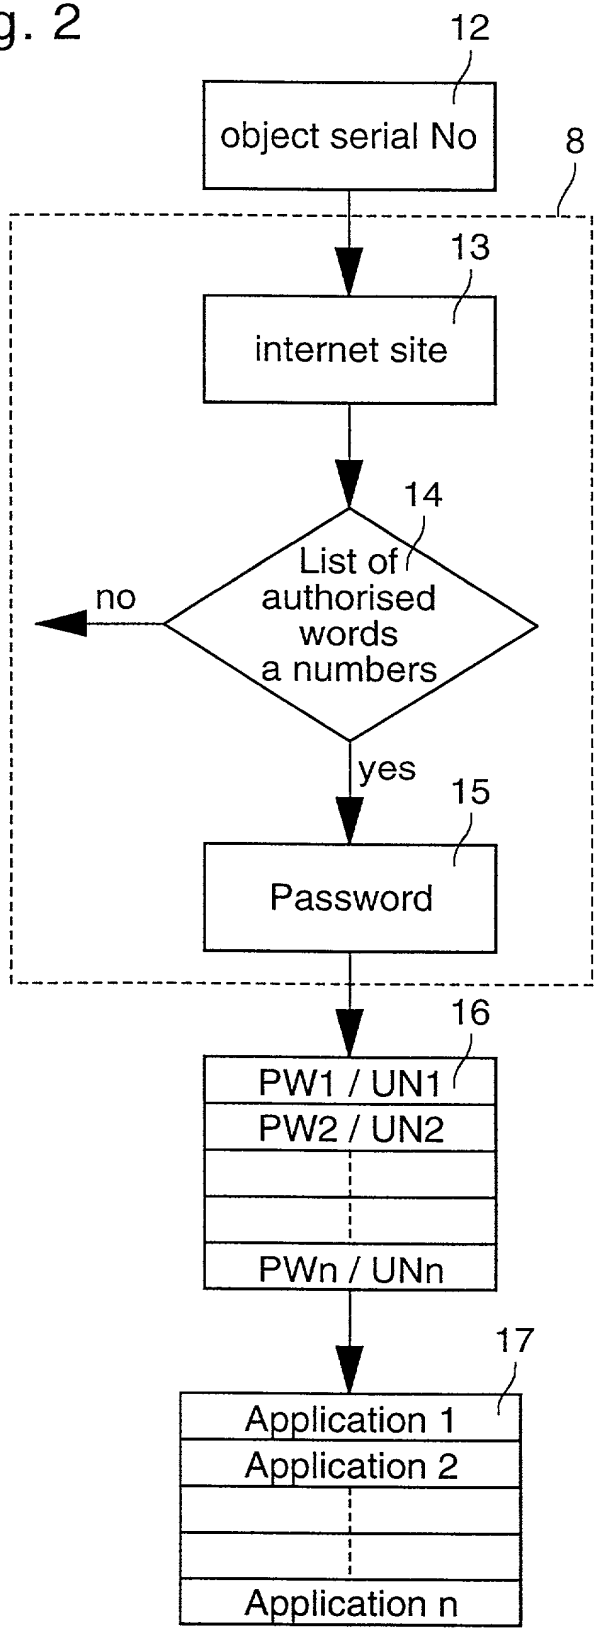 g. 2
12
object serial No
8
13
internet site
14
List of
authorised
words
a numbers
no
yes
15
Password
16
PW1 / UN1
PW2 / UN2
PWn / UNn
17
Application 1
Application 2
Application n